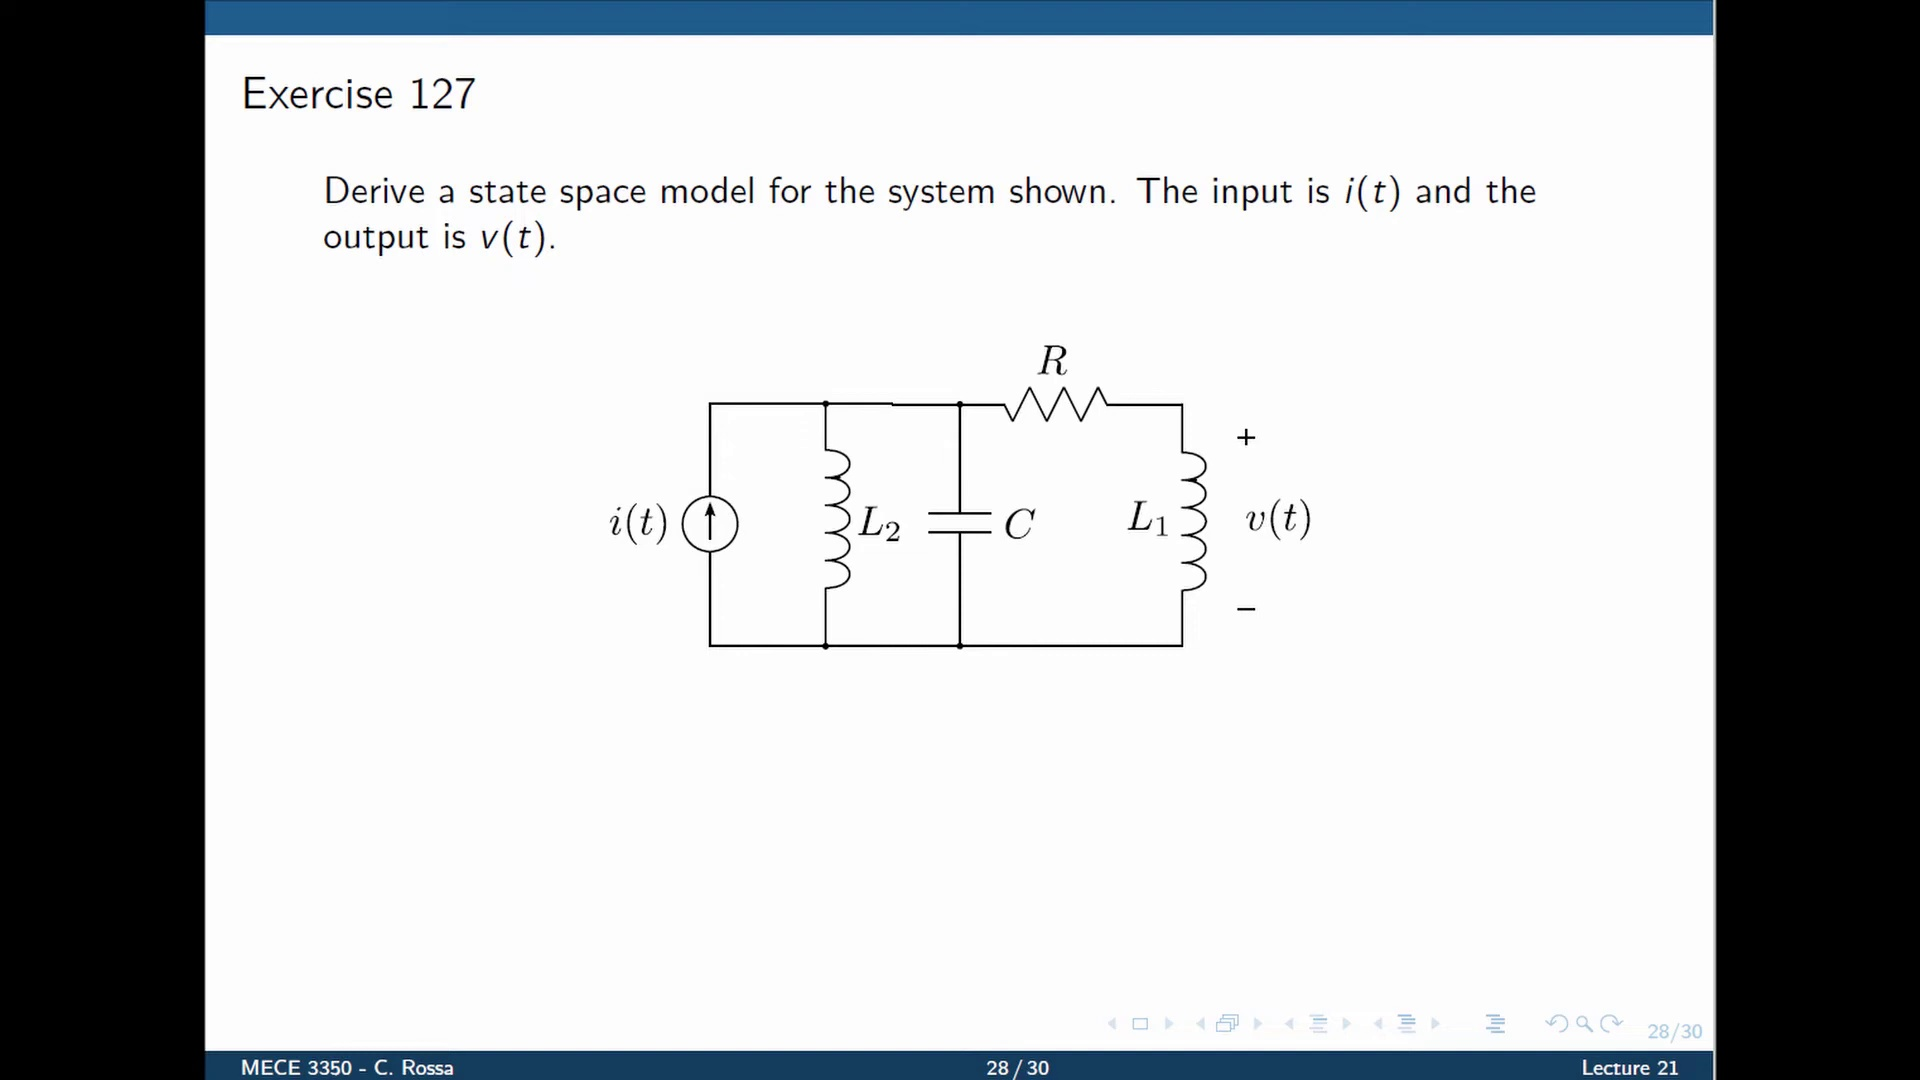 Exercise 127
Derive a state space model for the system shown. The input is i(t) and the
output is v(t).
R
+
i(t)
L₂
C
L₁
v(t)
−
28/30
MECE 3350 - C. Rossa
28 / 30
Lecture 21